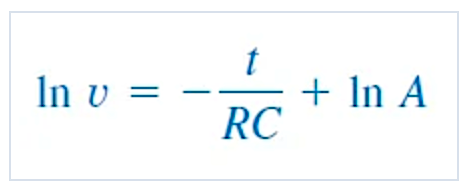 ln v = - t/RC + ln A